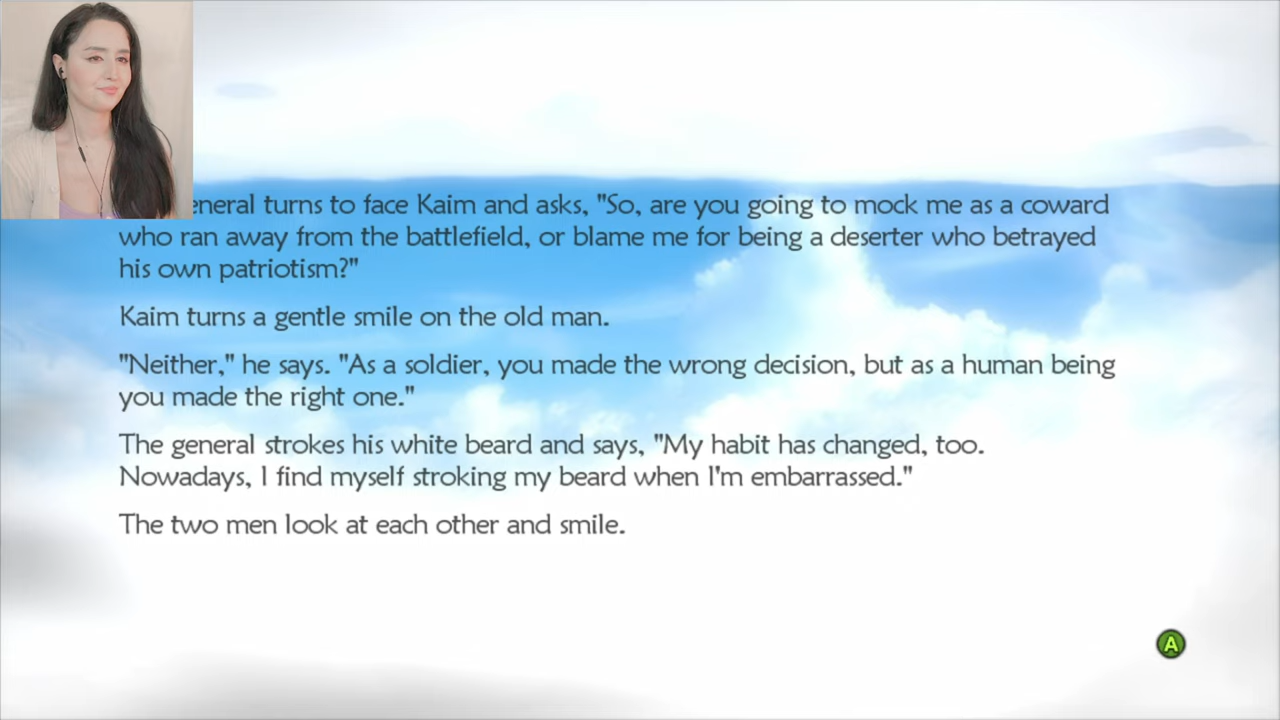 eneral turns to face Kaim and asks, "So, are you going to mock me as a coward
who ran away from the battlefield, or blame me for being a deserter who betrayed
his own patriotism?"
Kaim turns a gentle smile on the old man.
"Neither," he says. "As a soldier, you made the wrong decision, but as a human being
you made the right one."
The general strokes his white beard and says, "My habit has changed, too.
Nowadays, I find myself stroking my beard when I'm embarrassed."
The two men look at each other and smile.
A